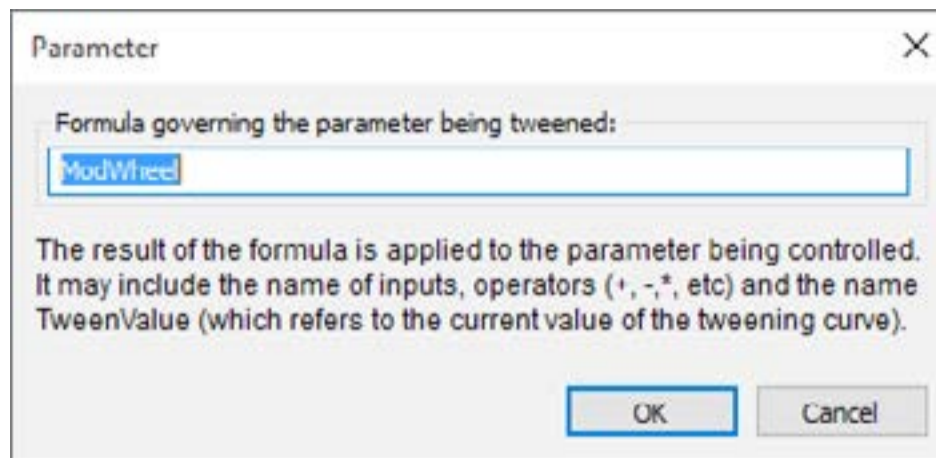 Parameter
Formula governing the parameter being tweened:
ModWheel
The result of the formula is applied to the parameter being controlled.
It may include the name of inputs, operators (+, -,*, etc) and the name
TweenValue (which refers to the current value of the tweening curve).
OK Cancel